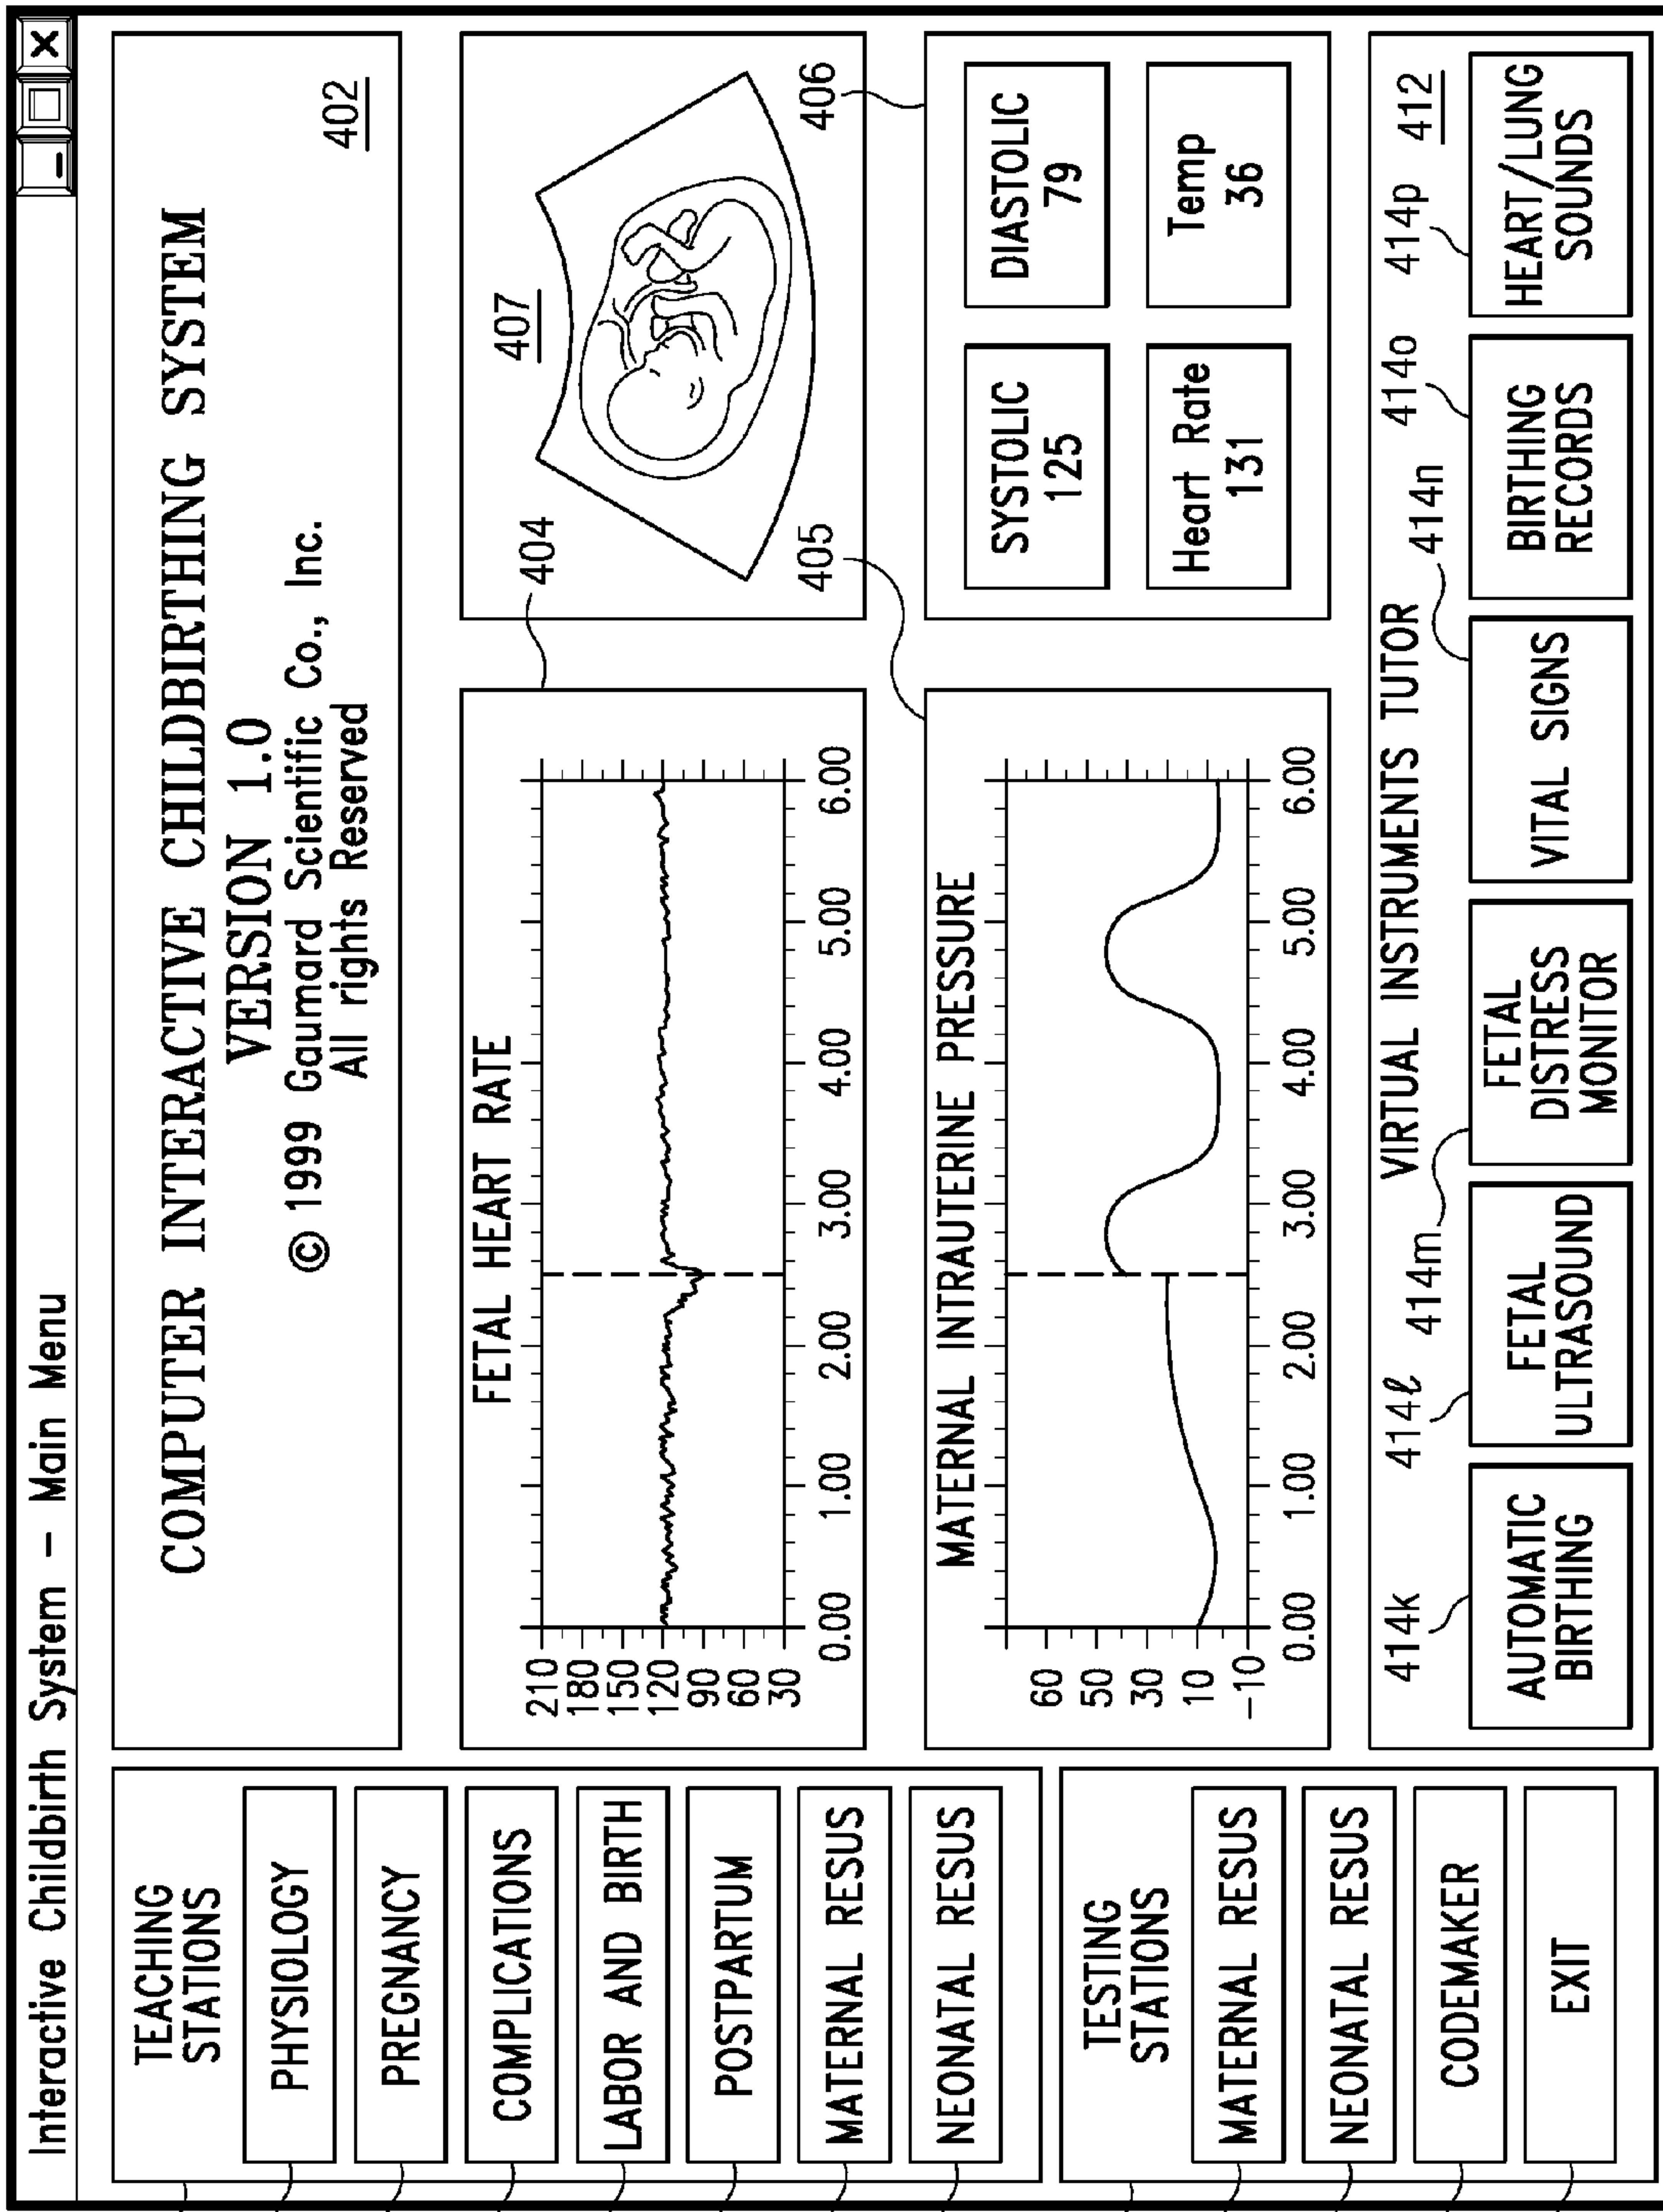 Interactive Childbirth System – Main Menu
TEACHING
STATIONS
PHYSIOLOGY
PREGNANCY
COMPLICATIONS
LABOR AND BIRTH
POSTPARTUM
MATERNAL RESUS
NEONATAL RESUS
TESTING
STATIONS
MATERNAL RESUS
NEONATAL RESUS
CODEMAKER
EXIT
COMPUTER INTERACTIVE CHILDBIRTHING SYSTEM
VERSION 1.0
© 1999 Gaumard Scientific Co., Inc.
All rights Reserved
402
FETAL HEART RATE
404
210
180
150
120
90
60
30
0.00 1.00 2.00 3.00 4.00 5.00 6.00
407
MATERNAL INTRAUTERINE PRESSURE
405
60
50
30
10
-10
0.00 1.00 2.00 3.00 4.00 5.00 6.00
406
SYSTOLIC
125
DIASTOLIC
79
Heart Rate
131
Temp
36
VIRTUAL INSTRUMENTS TUTOR
412
414k
414ℓ
414m
414n
414o
414p
AUTOMATIC
BIRTHING
FETAL
ULTRASOUND
FETAL
DISTRESS
MONITOR
VITAL SIGNS
BIRTHING
RECORDS
HEART/LUNG
SOUNDS